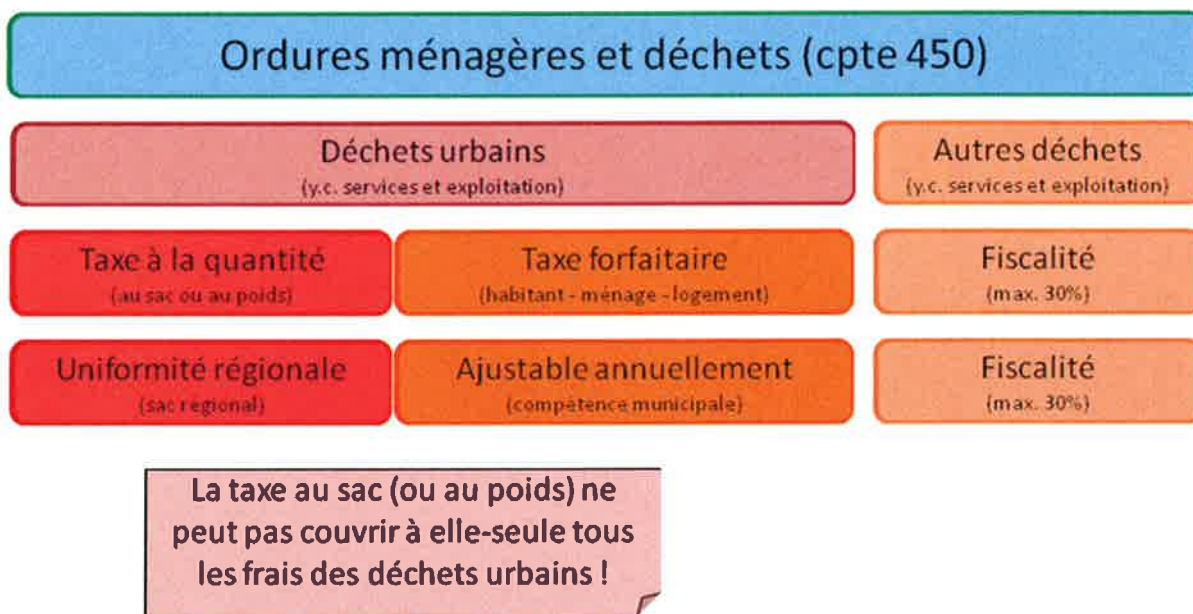 Ordures ménagères et déchets (cpte 450)
Déchets urbains
(y.c. services et exploitation)
Autres déchets
(y.c. services et exploitation)
Taxe à la quantité
(au sac ou au poids)
Taxe forfaitaire
(habitant - ménage - logement)
Fiscalité
(max. 30%)
Uniformité régionale
(sac régional)
Ajustable annuellement
(compétence municipale)
Fiscalité
(max. 30%)
La taxe au sac (ou au poids) ne
peut pas couvrir à elle-seule tous
les frais des déchets urbains !